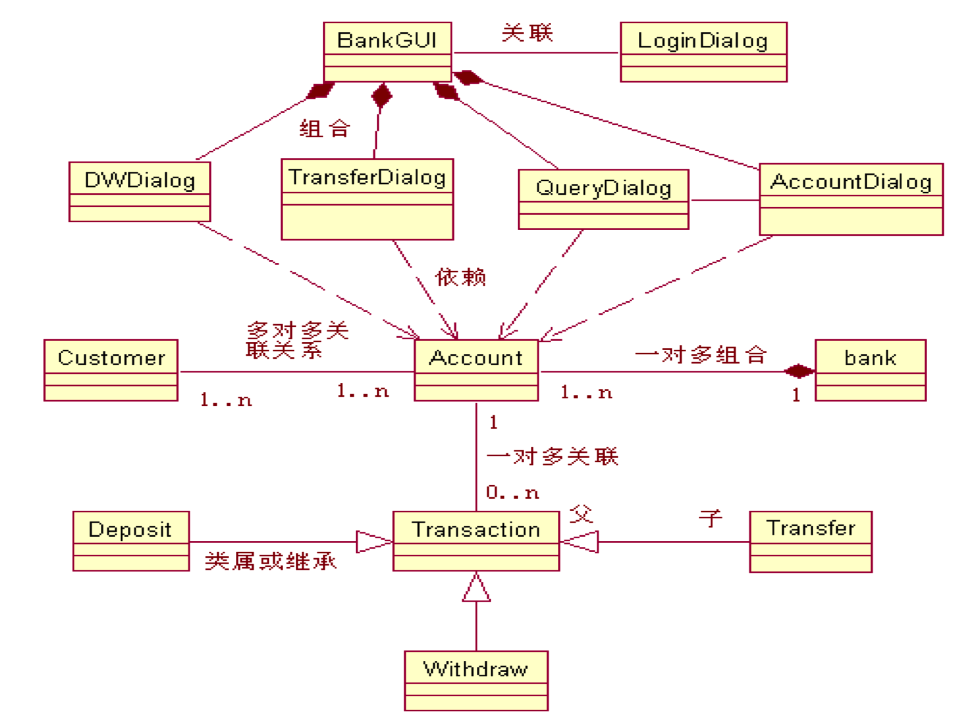 BankGUI
关联
LoginDialog
组合
DWDialog
TransferDialog
QueryDialog
AccountDialog
依赖
多对多关
联关系
Customer
Account
一对多组合
bank
1..n
1..n
1..n
1
1
一对多关联
0..n
Deposit
Transaction
父
子
Transfer
类属或继承
Withdraw